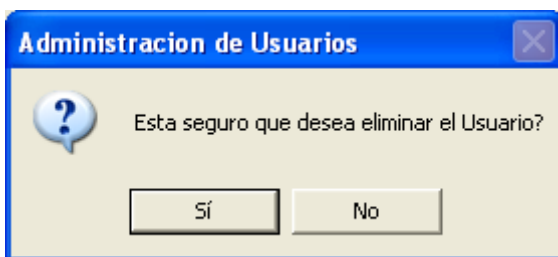 Administracion de Usuarios
Esta seguro que desea eliminar el Usuario?
Sí No